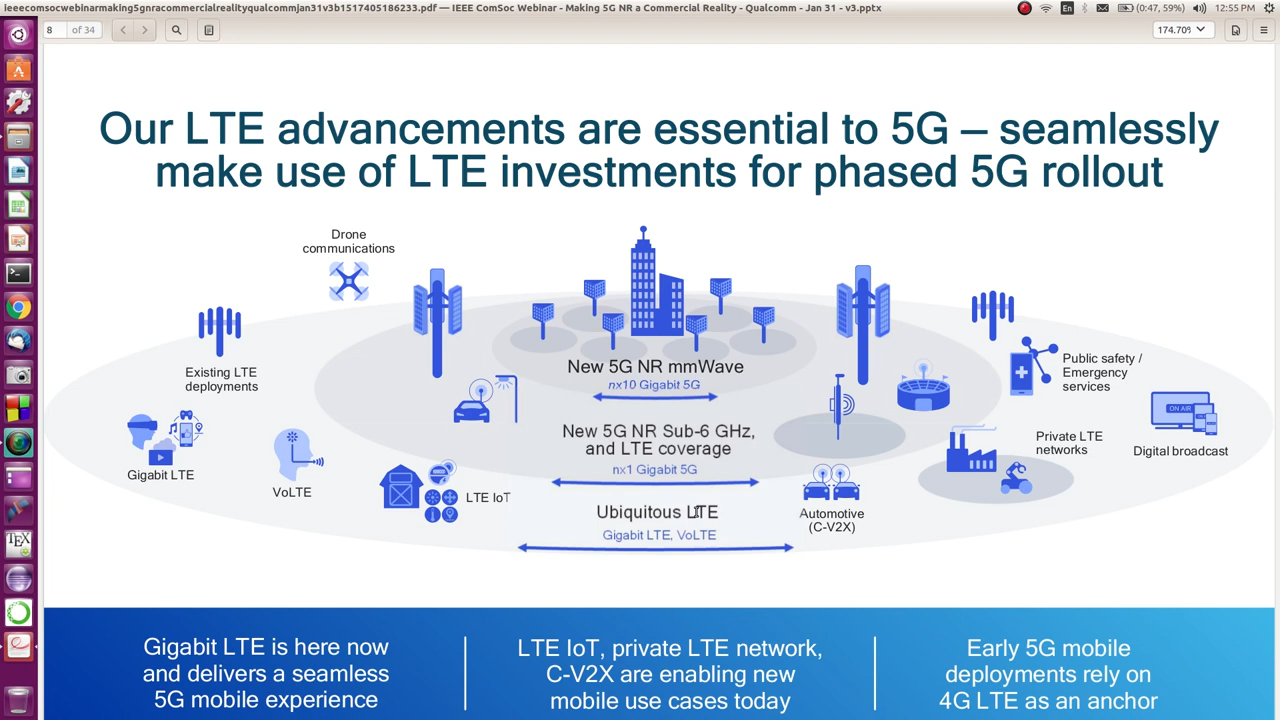 ieeecomsocwebinarmaking5gnracommercialrealityqualcommjan31v3b1517405186233.pdf — IEEE ComSoc Webinar - Making 5G NR a Commercial Reality - Qualcomm - Jan 31 - v3.pptx
En
(0:47, 59%)
12:55 PM
8
of 34
174.70%
Our LTE advancements are essential to 5G – seamlessly
make use of LTE investments for phased 5G rollout
Drone
communications
Existing LTE
deployments
New 5G NR mmWave
nx10 Gigabit 5G
Public safety /
Emergency
services
ON AIR
New 5G NR Sub-6 GHz,
and LTE coverage
nx1 Gigabit 5G
Private LTE
networks
Digital broadcast
Gigabit LTE
VoLTE
LTE IoT
Ubiquitous LTE
Gigabit LTE, VoLTE
Automotive
(C-V2X)
Gigabit LTE is here now
and delivers a seamless
5G mobile experience
LTE IoT, private LTE network,
C-V2X are enabling new
mobile use cases today
Early 5G mobile
deployments rely on
4G LTE as an anchor
TEX